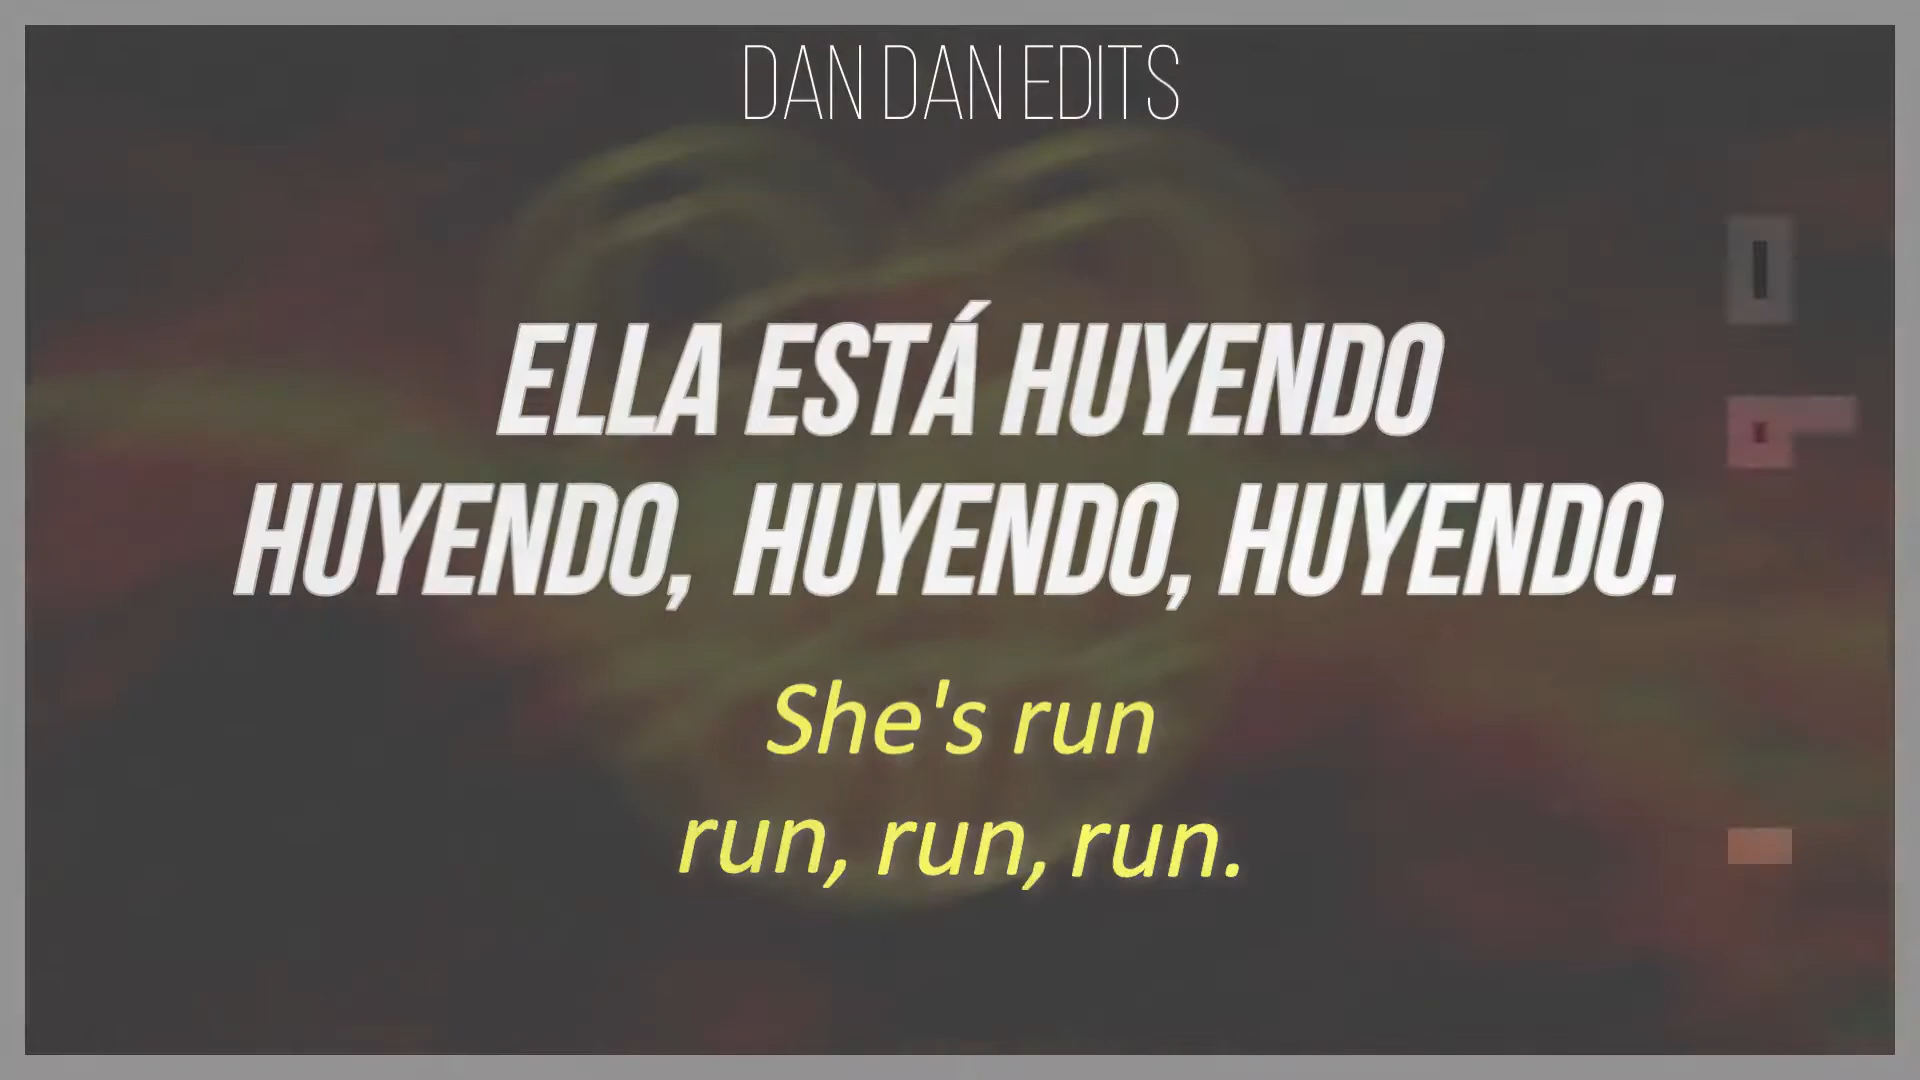 DAN DAN EDITS
ELLA ESTÁ HUYENDO
HUYENDO, HUYENDO, HUYENDO.
She's run
run, run, run.